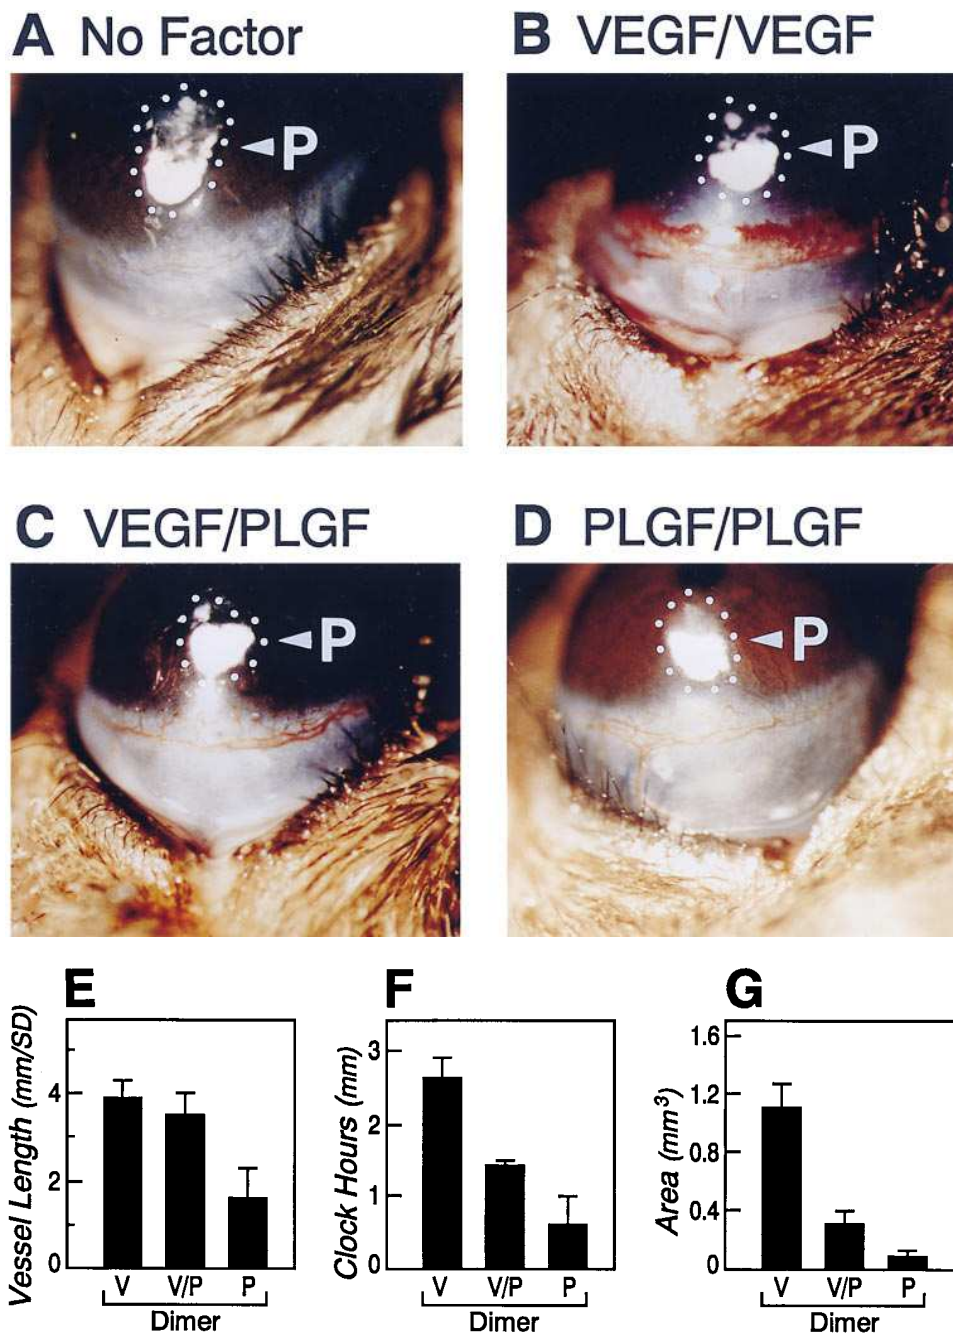 A No Factor
B VEGF/VEGF
P
P
C VEGF/PLGF
D PLGF/PLGF
P
P
E
Vessel Length (mm/SD)
4
2
0
V V/P P
Dimer
F
Clock Hours (mm)
3
2
1
0
V V/P P
Dimer
G
Area (mm³)
1.6
1.2
0.8
0.4
0
V V/P P
Dimer